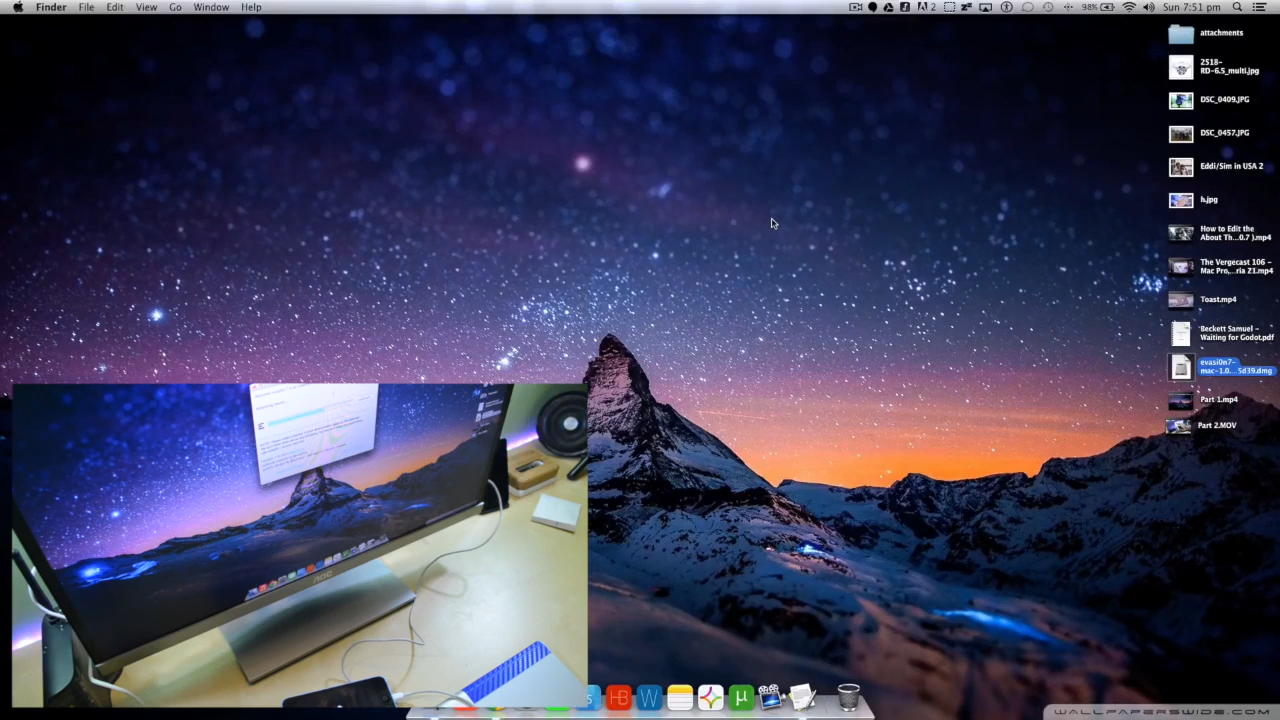 Finder File Edit View Go Window Help
2 98% Sun 7:51 pm
attachments
2518-
RD-6.5_multi.jpg
DSC_0409.JPG
DSC_0457.JPG
Eddi/Sim in USA 2
h.jpg
How to Edit the
About Th...0.7 ).mp4
The Vergecast 106 -
Mac Pro,...ria Z1.mp4
Toast.mp4
Beckett Samuel -
Waiting for Godot.pdf
evasi0n7-
mac-1.0....5d39.dmg
Part 1.mp4
Part 2.MOV
AOC
HB
W
µ
WALLPAPERSWIDE.COM